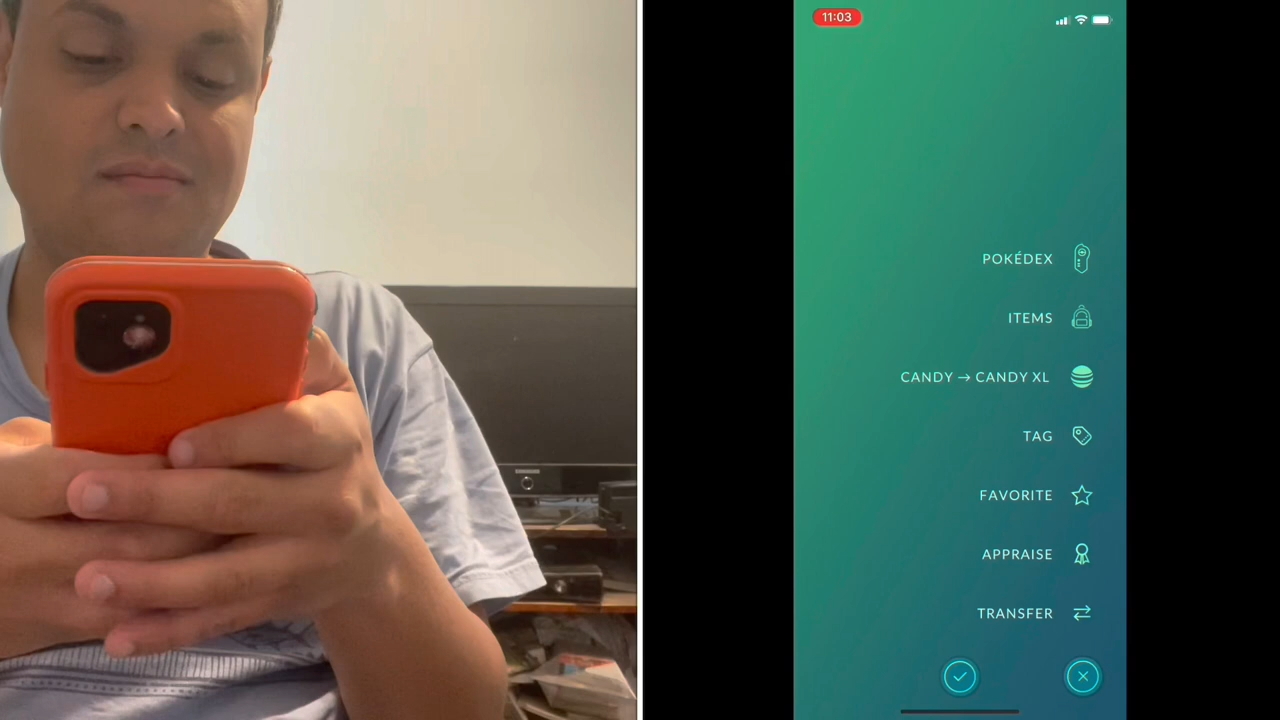 11:03
POKÉDEX
ITEMS
CANDY → CANDY XL
TAG
FAVORITE
APPRAISE
TRANSFER